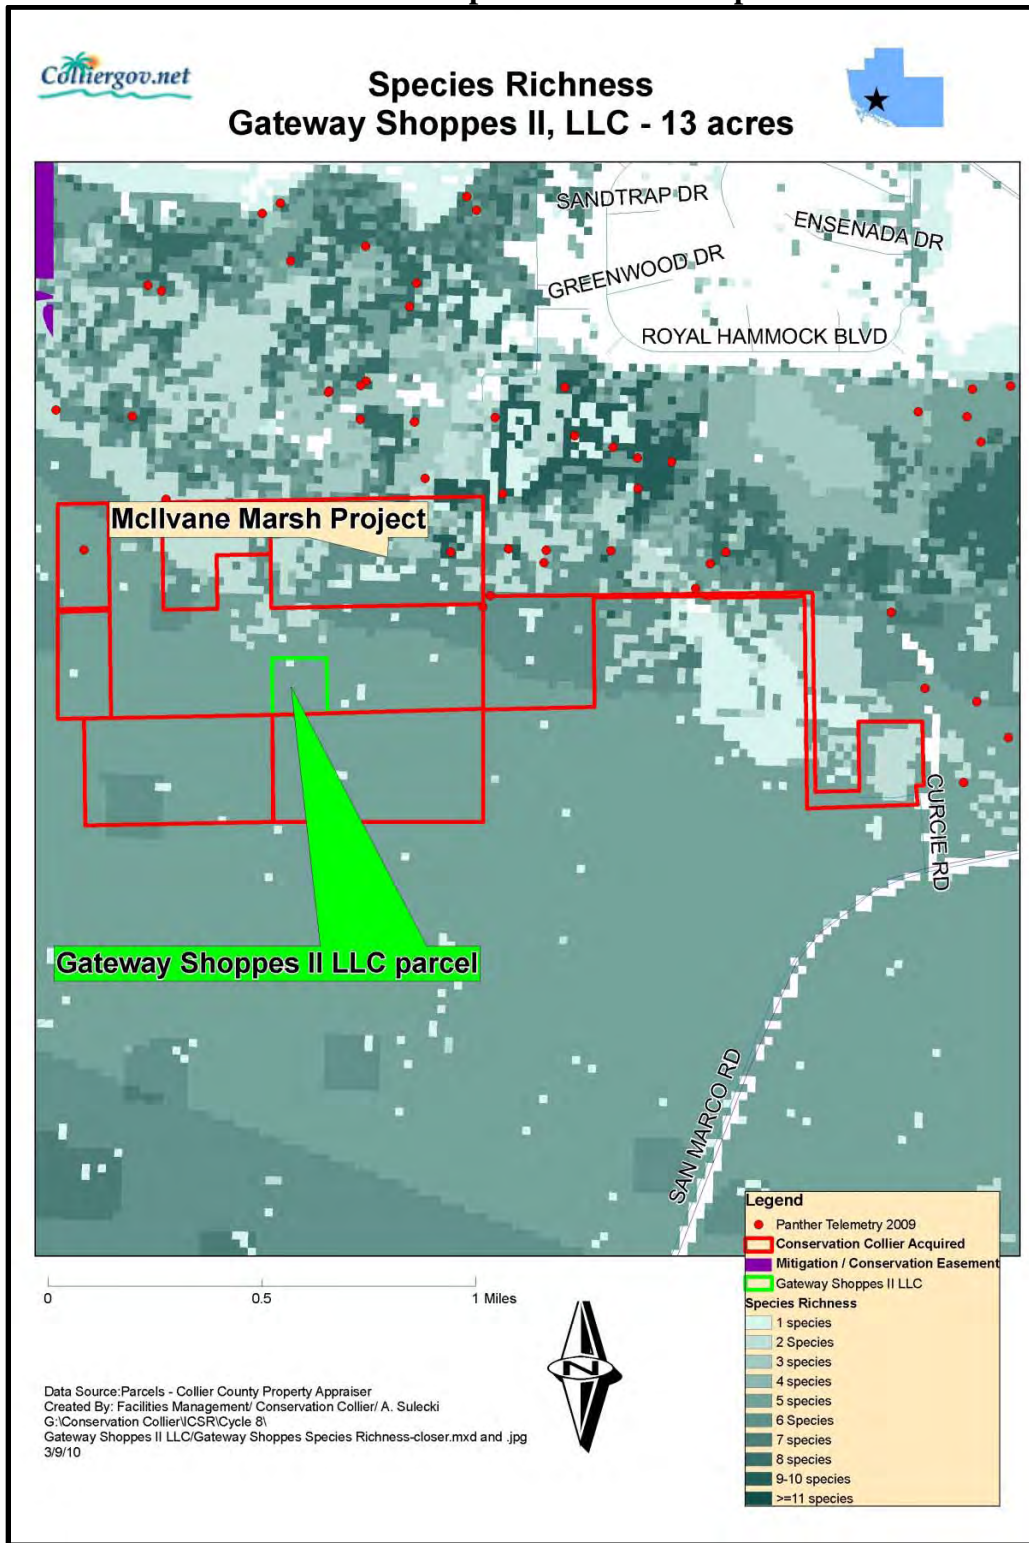 Colliergov.net
Species Richness
Gateway Shoppes II, LLC - 13 acres
SANDTRAP DR
ENSENADA DR
GREENWOOD DR
ROYAL HAMMOCK BLVD
McIlvane Marsh Project
CURCIE RD
Gateway Shoppes II LLC parcel
SAN MARCO RD
Legend
Panther Telemetry 2009
Conservation Collier Acquired
Mitigation / Conservation Easement
Gateway Shoppes II LLC
Species Richness
1 species
2 Species
3 species
4 species
5 species
6 Species
7 species
8 species
9-10 species
>=11 species
0 0.5 1 Miles
N
Data Source:Parcels - Collier County Property Appraiser
Created By: Facilities Management/ Conservation Collier/ A. Sulecki
G:\Conservation Collier\ICSR\Cycle 8\
Gateway Shoppes II LLC/Gateway Shoppes Species Richness-closer.mxd and .jpg
3/9/10